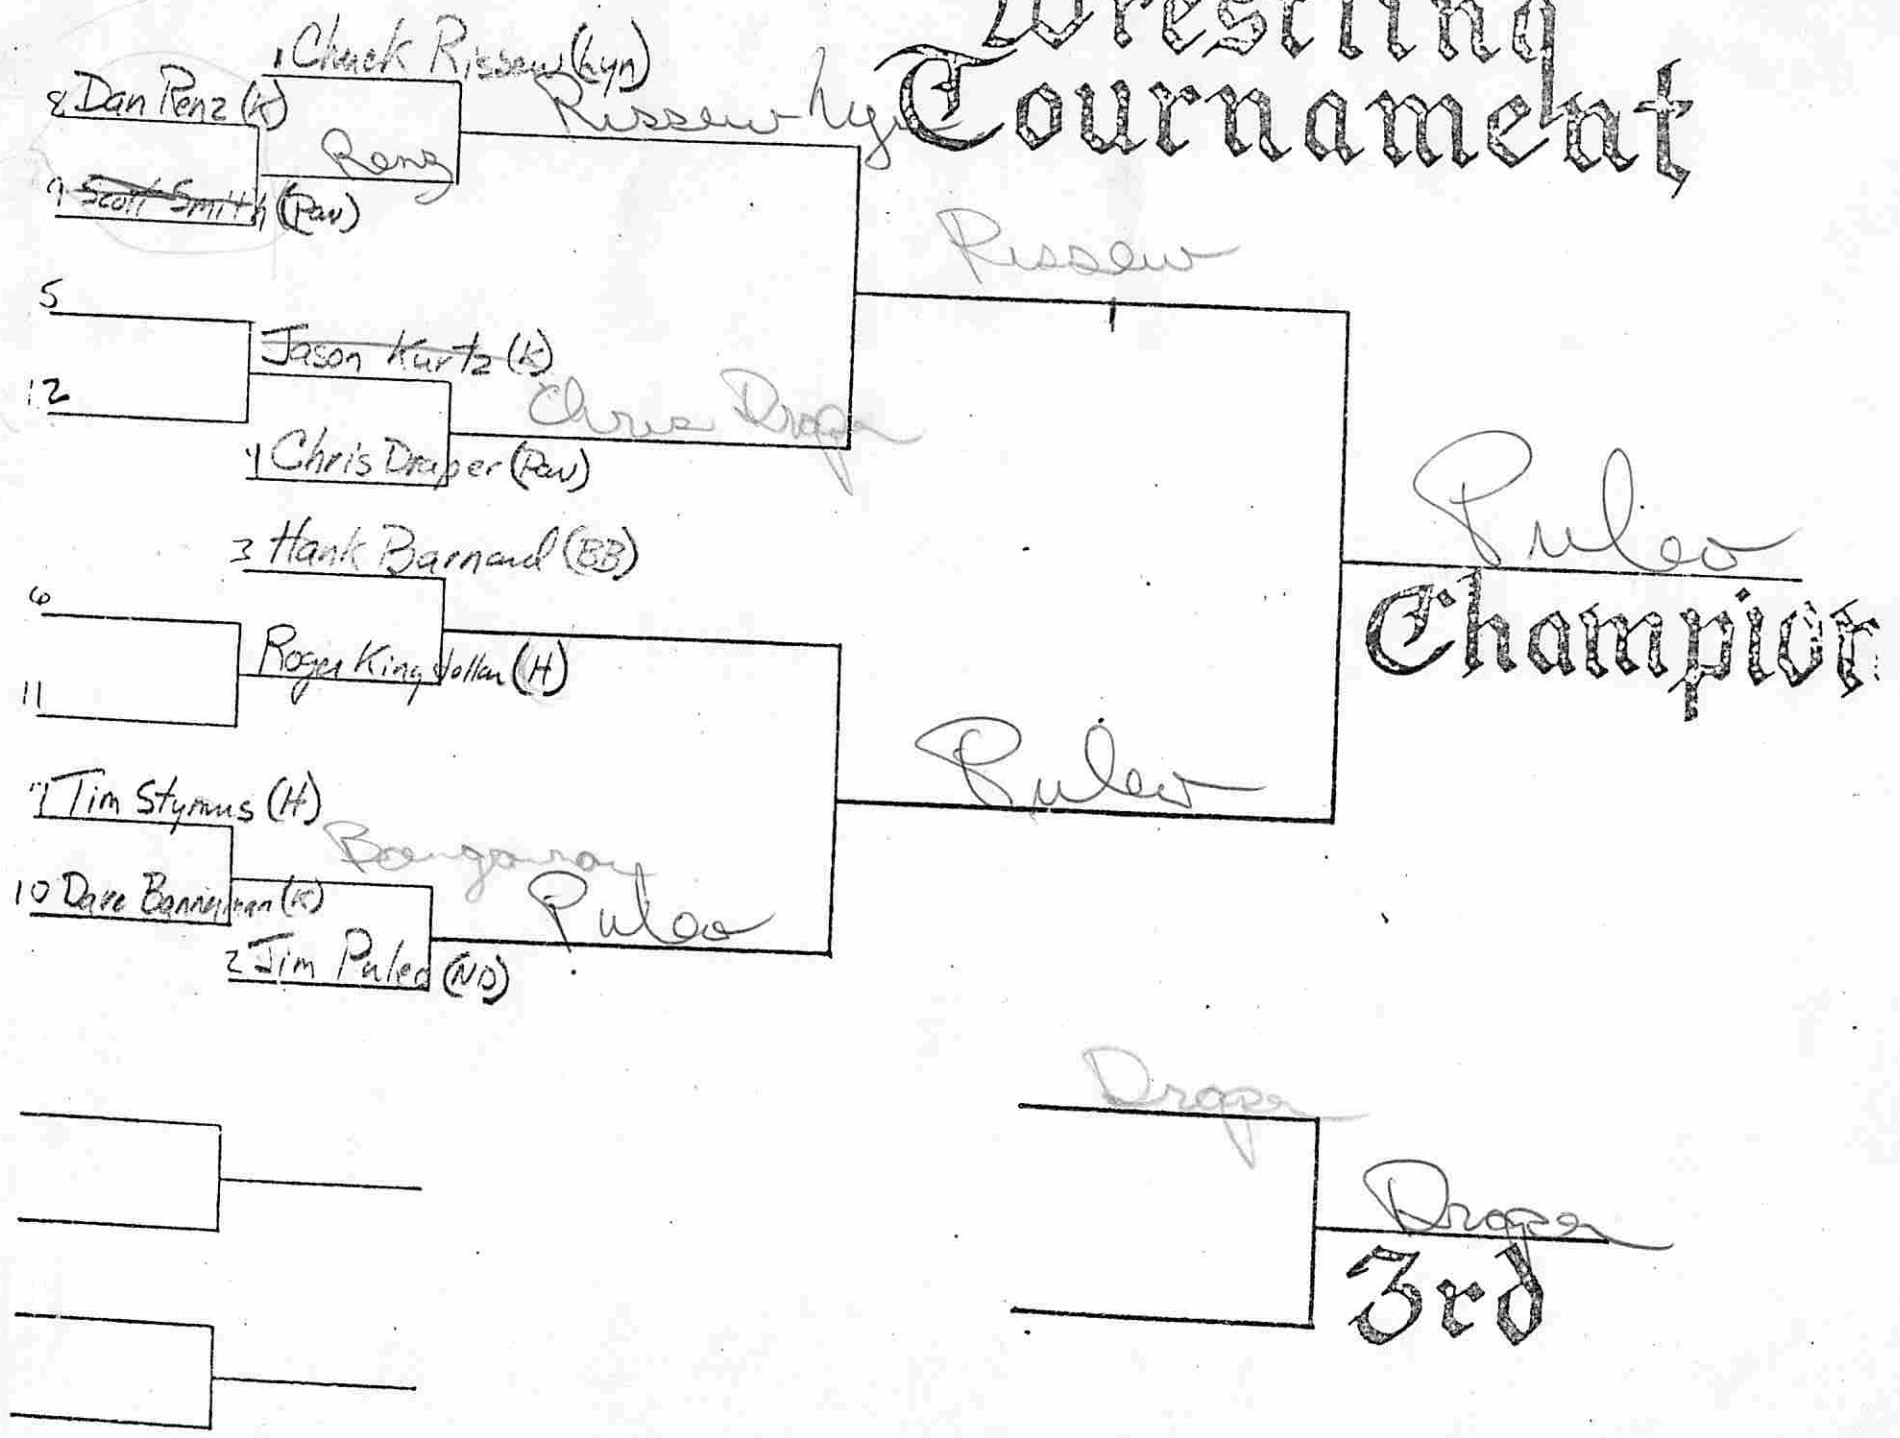 Wrestling
Tournament
1 Chuck Rissew (Lyn)
8 Dan Renz (K)
Rissew Lyn
Renz
9 Scott Smith (Pav)
Rissew
5
Jason Kurtz (K)
12
Chris Draper
4 Chris Draper (Pav)
Puleo
3 Hank Barnard (BB)
Champion
6
Roger King (H)
11
Puleo
7 Tim Stymus (H)
10 Dave Bannerman (K)
Puleo
2 Jim Puleo (ND)
Draper
Draper
3rd